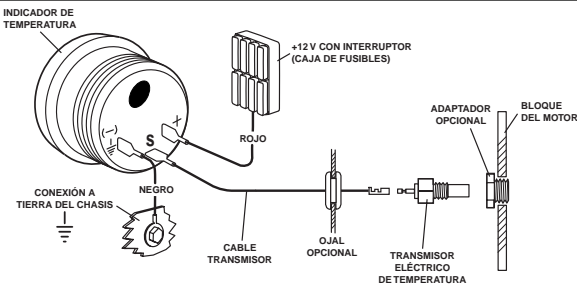 INDICADOR DE
TEMPERATURA
+12 V CON INTERRUPTOR
(CAJA DE FUSIBLES)
ADAPTADOR
OPCIONAL
BLOQUE
DEL MOTOR
(-)
S
+
ROJO
CONEXIÓN A
TIERRA DEL CHASIS
NEGRO
CABLE
TRANSMISOR
OJAL
OPCIONAL
TRANSMISOR
ELÉCTRICO
DE TEMPERATURA